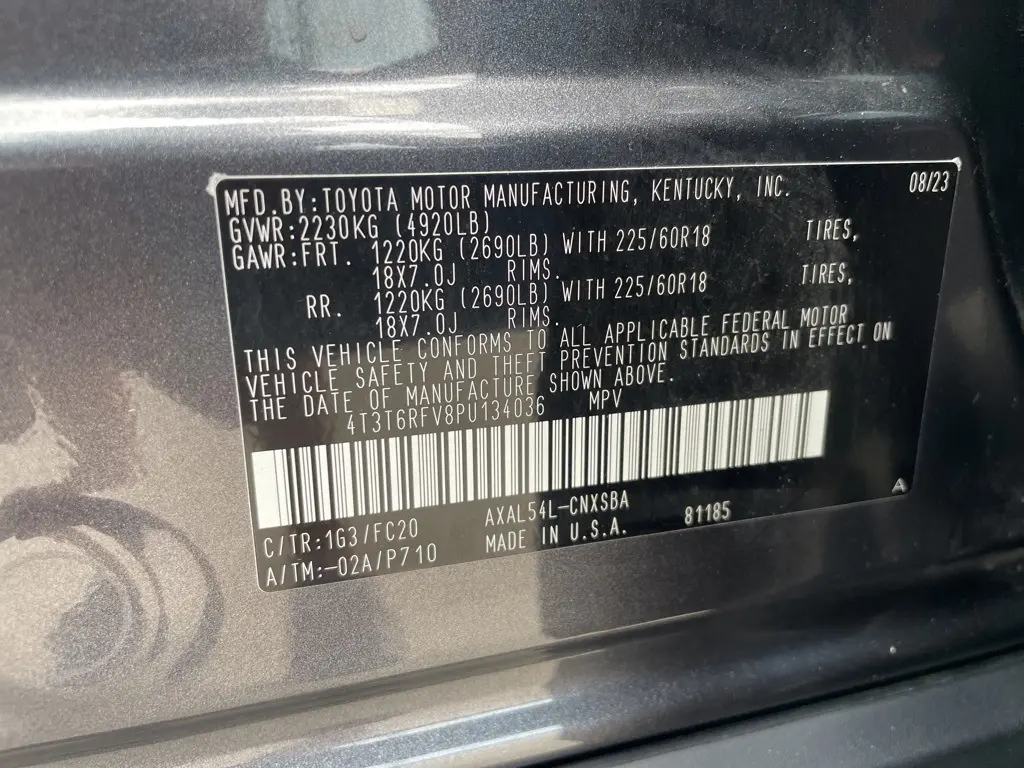 MFD.BY:TOYOTA MOTOR MANUFACTURING, KENTUCKY, INC. 08/23
GVWR:2230KG (4920LB)
GAWR:FRT. 1220KG (2690LB) WITH 225/60R18 TIRES,
18X7.0J RIMS.
RR. 1220KG (2690LB) WITH 225/60R18 TIRES,
18X7.0J RIMS.
THIS VEHICLE CONFORMS TO ALL APPLICABLE FEDERAL MOTOR
VEHICLE SAFETY AND THEFT PREVENTION STANDARDS IN EFFECT ON
THE DATE OF MANUFACTURE SHOWN ABOVE.
4T3T6RFV8PU134036 MPV
C/TR:1G3/FC20 AXAL54L-CNXSBA 81185 A
A/TM:-02A/P710 MADE IN U.S.A.